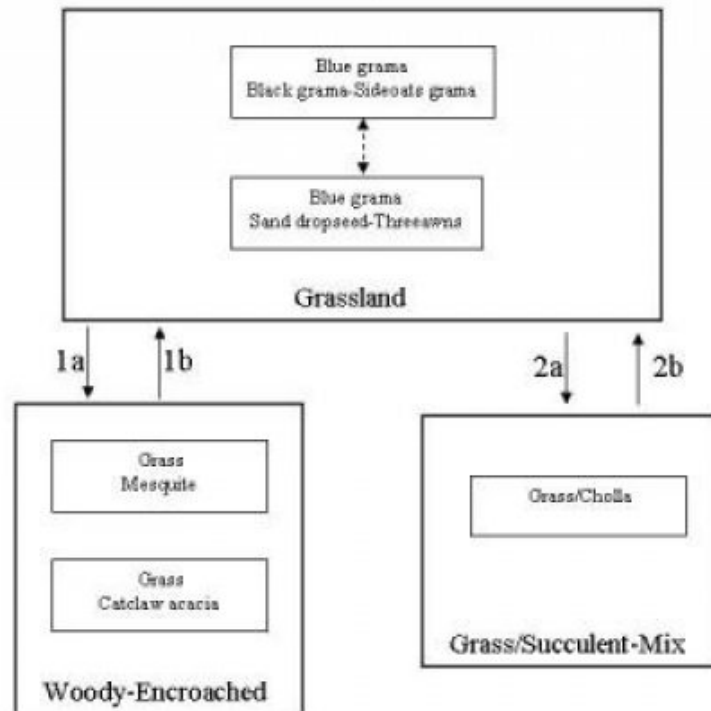 Blue grama
Black grama-Sideoats grama
Blue grama
Sand dropseed-Threeawns
Grassland
1a
1b
2a
2b
Grass
Mesquite
Grass
Catclaw acacia
Woody-Encroached
Grass/Cholla
Grass/Succulent-Mix